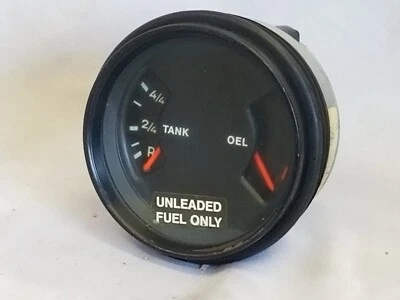 4/4
2/4 TANK OEL
R
UNLEADED
FUEL ONLY